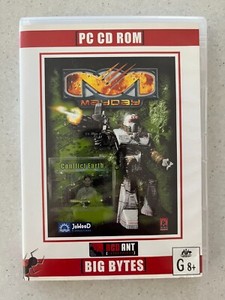 PC CD ROM
M
MAYDAY
Conflict Earth
JoWooD
RED ANT
BIG BYTES
G 8+